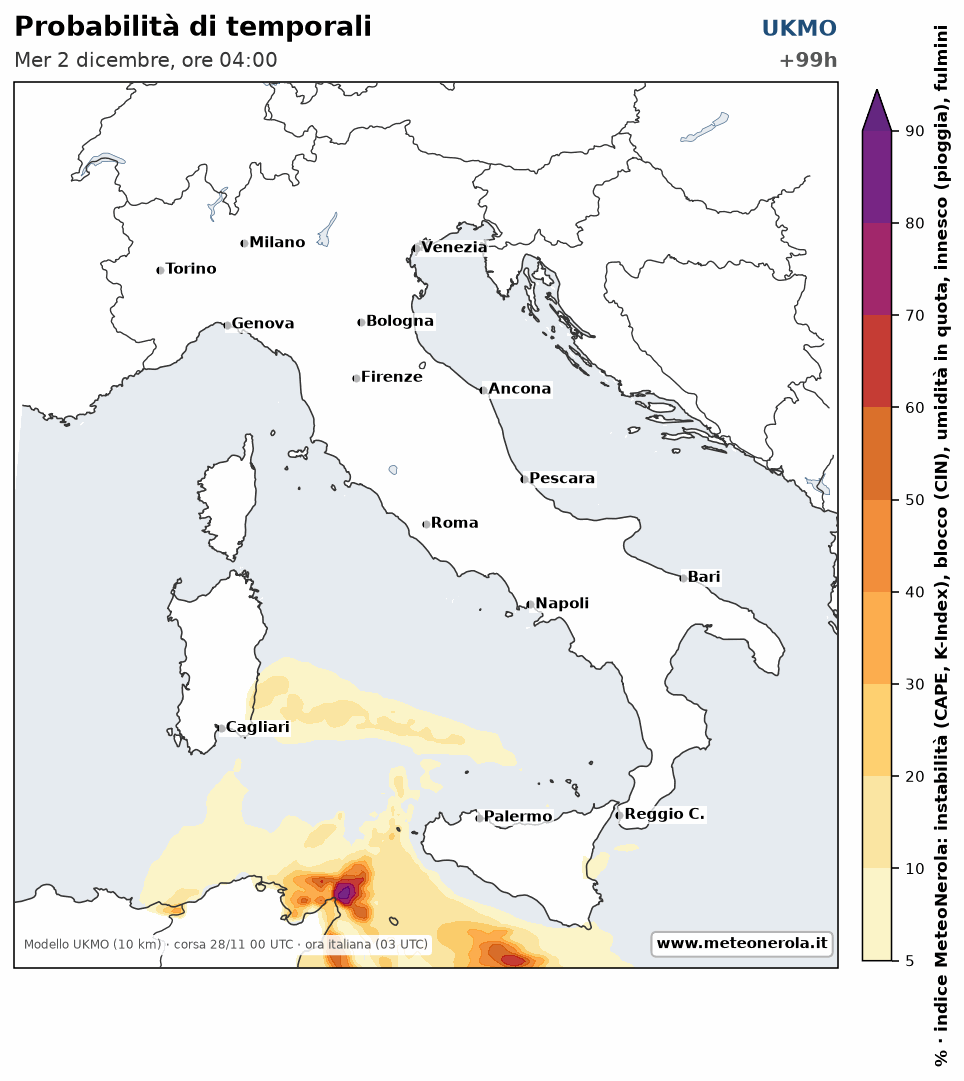 Probabilità di temporali
UKMO
Mer 2 dicembre, ore 04:00
+99h
Milano
Venezia
Torino
Genova
Bologna
Firenze
Ancona
Pescara
Roma
Bari
Napoli
Cagliari
Palermo
Reggio C.
Modello UKMO (10 km) · corsa 28/11 00 UTC · ora italiana (03 UTC)
www.meteonerola.it
90
80
70
60
50
40
30
20
10
5
% · indice MeteoNerola: instabilità (CAPE, K-Index), blocco (CIN), umidità in quota, innesco (pioggia), fulmini